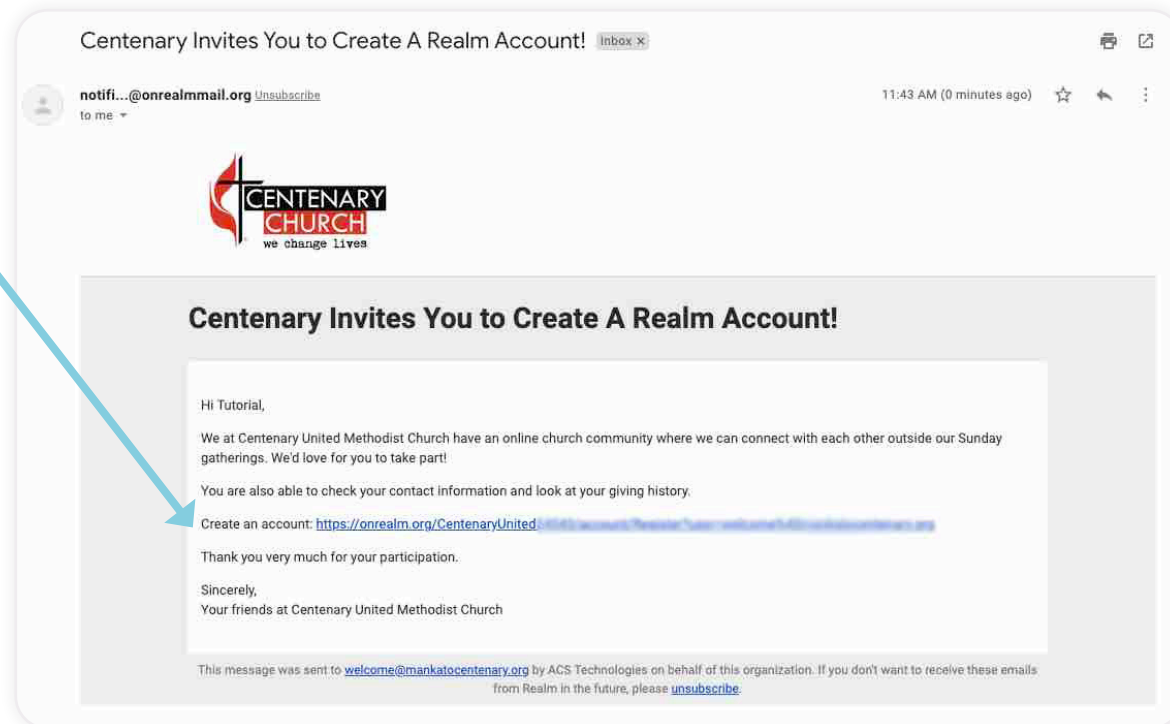 Centenary Invites You to Create A Realm Account! Inbox ×
notifi...@onrealmmail.org Unsubscribe
11:43 AM (0 minutes ago)
to me
CENTENARY
CHURCH
we change lives
Centenary Invites You to Create A Realm Account!
Hi Tutorial,
We at Centenary United Methodist Church have an online church community where we can connect with each other outside our Sunday
gatherings. We'd love for you to take part!
You are also able to check your contact information and look at your giving history.
Create an account: https://onrealm.org/CentenaryUnited
Thank you very much for your participation.
Sincerely,
Your friends at Centenary United Methodist Church
This message was sent to welcome@mankatocentenary.org by ACS Technologies on behalf of this organization. If you don't want to receive these emails
from Realm in the future, please unsubscribe.